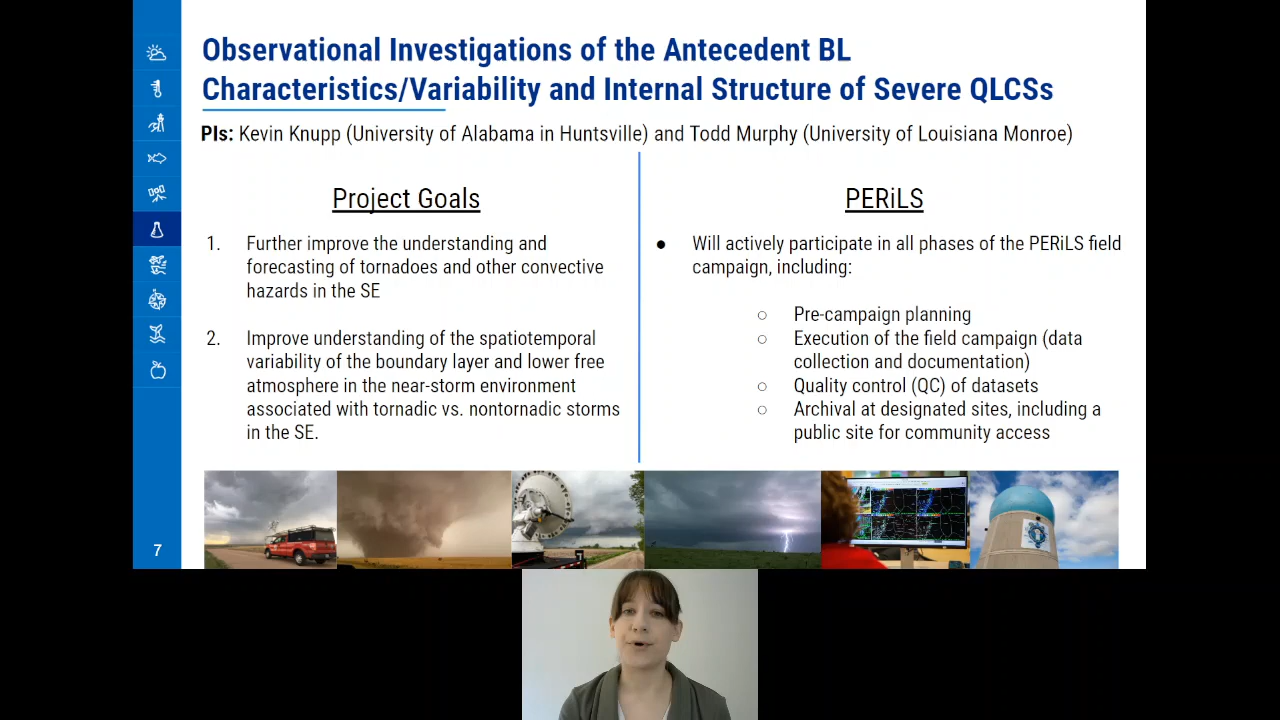 Observational Investigations of the Antecedent BL
Characteristics/Variability and Internal Structure of Severe QLCSs
PIs: Kevin Knupp (University of Alabama in Huntsville) and Todd Murphy (University of Louisiana Monroe)
Project Goals
1. Further improve the understanding and
forecasting of tornadoes and other convective
hazards in the SE
2. Improve understanding of the spatiotemporal
variability of the boundary layer and lower free
atmosphere in the near-storm environment
associated with tornadic vs. nontornadic storms
in the SE.
PERiLS
● Will actively participate in all phases of the PERiLS field
campaign, including:
○ Pre-campaign planning
○ Execution of the field campaign (data
collection and documentation)
○ Quality control (QC) of datasets
○ Archival at designated sites, including a
public site for community access
7